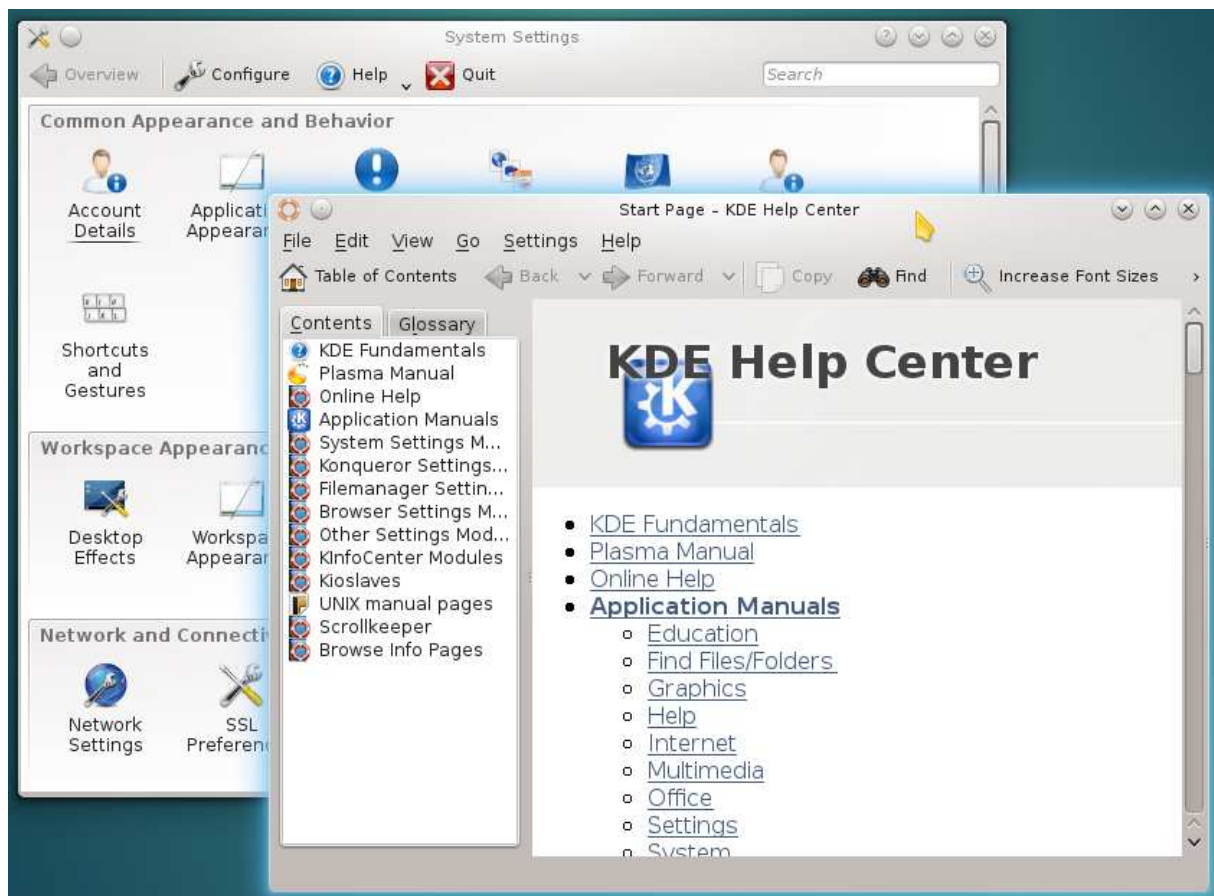 System Settings
Overview Configure Help Quit Search
Common Appearance and Behavior
Account
Details
Applicati
Appearar
Shortcuts
and
Gestures
Workspace Appearanc
Desktop
Effects
Workspa
Appearar
Network and Connecti
Network
Settings
SSL
Preferen
Start Page – KDE Help Center
File Edit View Go Settings Help
Table of Contents Back Forward Copy Find Increase Font Sizes
Contents Glossary
KDE Fundamentals
Plasma Manual
Online Help
Application Manuals
System Settings M...
Konqueror Settings...
Filemanager Settin...
Browser Settings M...
Other Settings Mod...
KInfoCenter Modules
Kioslaves
UNIX manual pages
Scrollkeeper
Browse Info Pages
KDE Help Center
KDE Fundamentals
Plasma Manual
Online Help
Application Manuals
Education
Find Files/Folders
Graphics
Help
Internet
Multimedia
Office
Settings
System